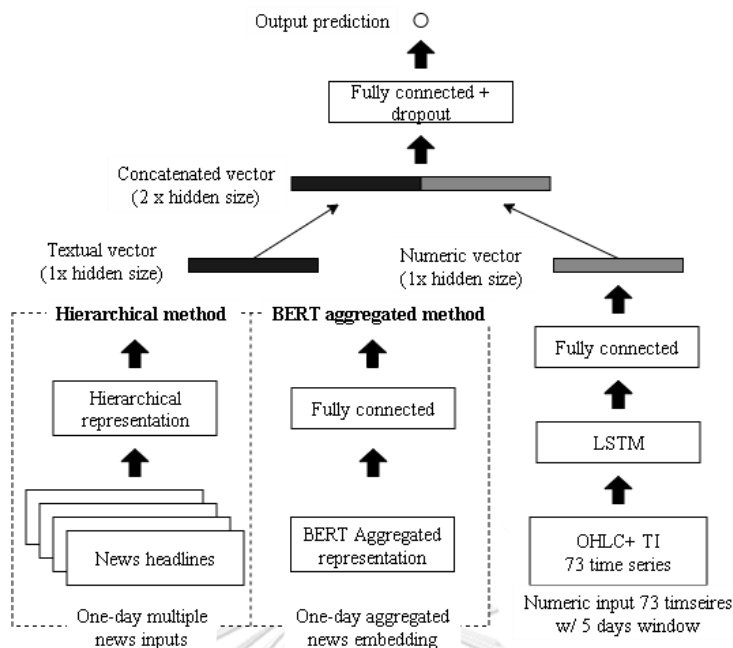 Output prediction
Fully connected +
dropout
Concatenated vector
(2 x hidden size)
Textual vector
(1x hidden size)
Numeric vector
(1x hidden size)
Hierarchical method
BERT aggregated method
Fully connected
Hierarchical
representation
Fully connected
LSTM
News headlines
BERT Aggregated
representation
OHLC+ TI
73 time series
One-day multiple
news inputs
One-day aggregated
news embedding
Numeric input 73 timseires
w/ 5 days window